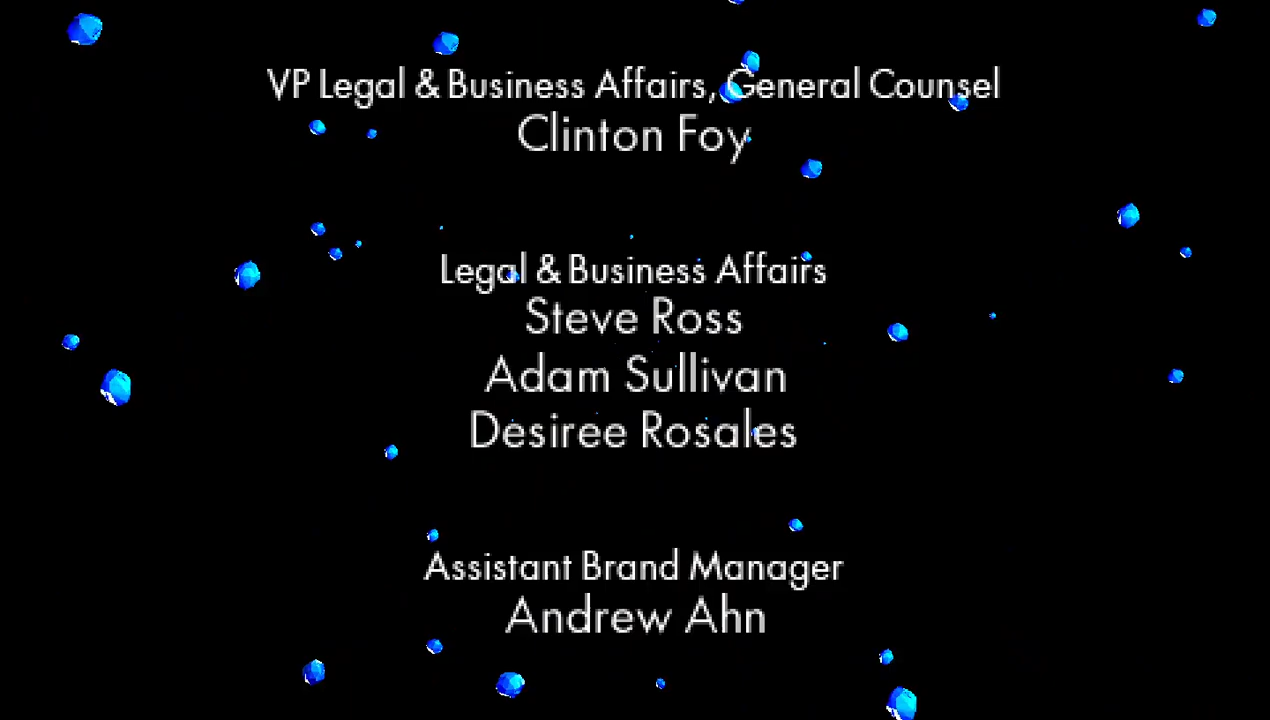 VP Legal & Business Affairs, General Counsel
Clinton Foy
Legal & Business Affairs
Steve Ross
Adam Sullivan
Desiree Rosales
Assistant Brand Manager
Andrew Ahn